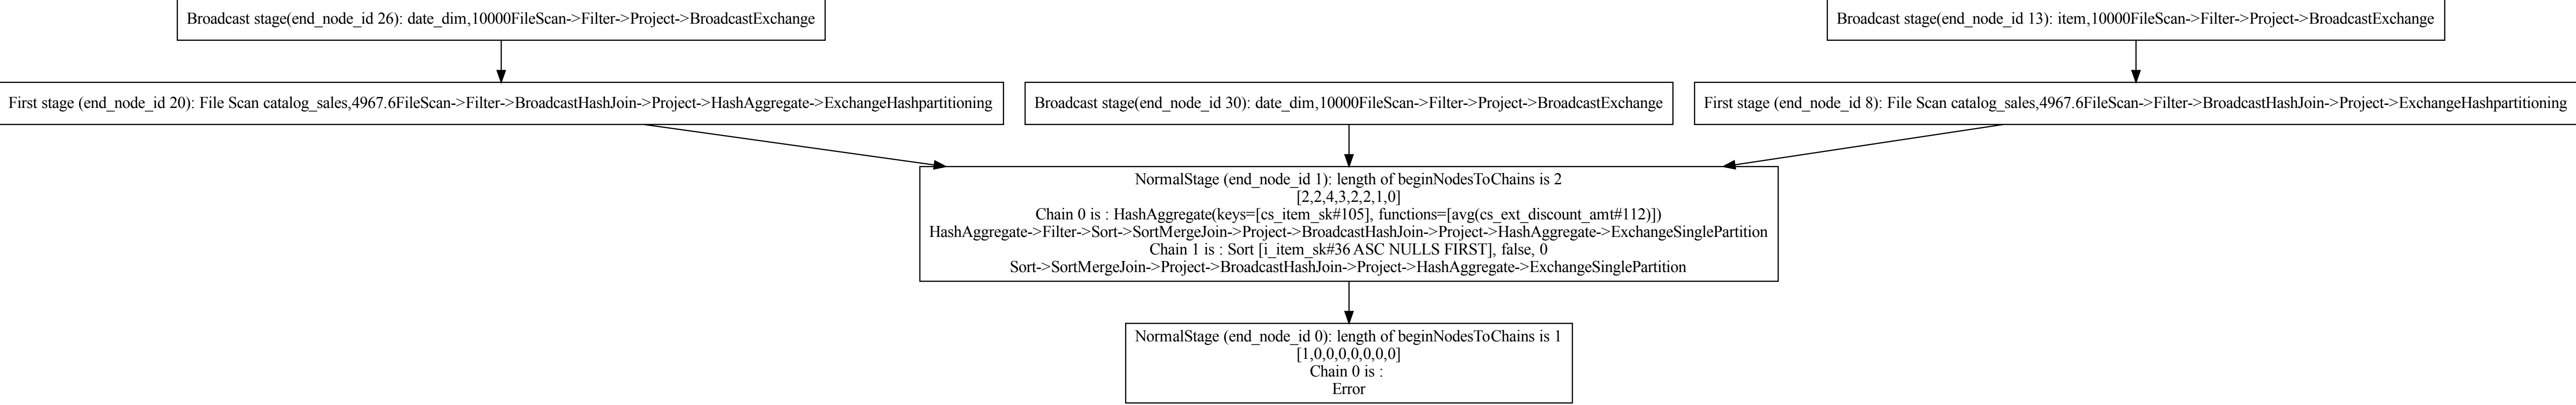 Broadcast stage(end_node_id 26): date_dim,10000FileScan->Filter->Project->BroadcastExchange
Broadcast stage(end_node_id 13): item,10000FileScan->Filter->Project->BroadcastExchange
First stage (end_node_id 20): File Scan catalog_sales,4967.6FileScan->Filter->BroadcastHashJoin->Project->HashAggregate->ExchangeHashpartitioning
Broadcast stage(end_node_id 30): date_dim,10000FileScan->Filter->Project->BroadcastExchange
First stage (end_node_id 8): File Scan catalog_sales,4967.6FileScan->Filter->BroadcastHashJoin->Project->ExchangeHashpartitioning
NormalStage (end_node_id 1): length of beginNodesToChains is 2
[2,2,4,3,2,2,1,0]
Chain 0 is : HashAggregate(keys=[cs_item_sk#105], functions=[avg(cs_ext_discount_amt#112)])
HashAggregate->Filter->Sort->SortMergeJoin->Project->BroadcastHashJoin->Project->HashAggregate->ExchangeSinglePartition
Chain 1 is : Sort [i_item_sk#36 ASC NULLS FIRST], false, 0
Sort->SortMergeJoin->Project->BroadcastHashJoin->Project->HashAggregate->ExchangeSinglePartition
NormalStage (end_node_id 0): length of beginNodesToChains is 1
[1,0,0,0,0,0,0,0]
Chain 0 is :
Error